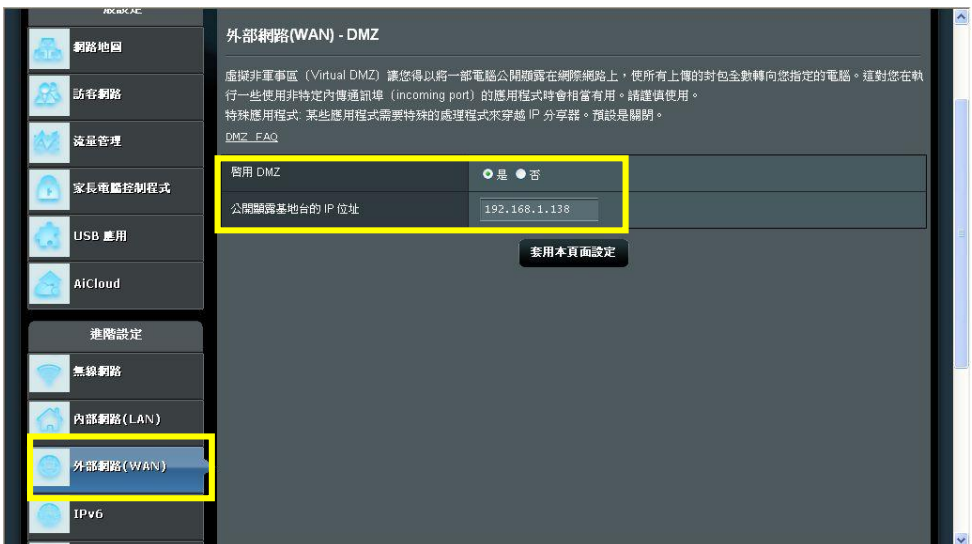 網路地圖
訪客網路
流量管理
家長電腦控制程式
USB 應用
AiCloud
進階設定
無線網路
內部網路(LAN)
外部網路(WAN)
IPv6
外部網路(WAN) - DMZ
虛擬非軍事區（Virtual DMZ）讓您得以將一部電腦公開顯露在網際網路上，使所有上傳的封包全數轉向您指定的電腦。這對您在執
行一些使用非特定內傳通訊埠（incoming port）的應用程式時會相當有用。請謹慎使用。
特殊應用程式: 某些應用程式需要特殊的處理程式來穿越 IP 分享器。預設是關閉。
DMZ FAQ
啓用 DMZ
是 否
公開顯露基地台的 IP 位址
192.168.1.138
套用本頁面設定